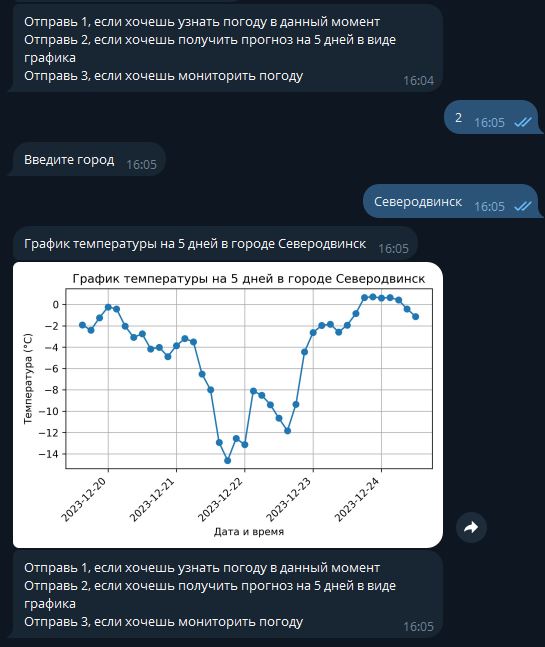 Отправь 1, если хочешь узнать погоду в данный момент
Отправь 2, если хочешь получить прогноз на 5 дней в виде
графика
Отправь 3, если хочешь мониторить погоду
16:04
2 16:05
Введите город 16:05
Северодвинск 16:05
График температуры на 5 дней в городе Северодвинск 16:05
График температуры на 5 дней в городе Северодвинск
0
−2
−4
−6
−8
−10
−12
−14
Температура (°C)
2023-12-20
2023-12-21
2023-12-22
2023-12-23
2023-12-24
Дата и время
Отправь 1, если хочешь узнать погоду в данный момент
Отправь 2, если хочешь получить прогноз на 5 дней в виде
графика
Отправь 3, если хочешь мониторить погоду
16:05